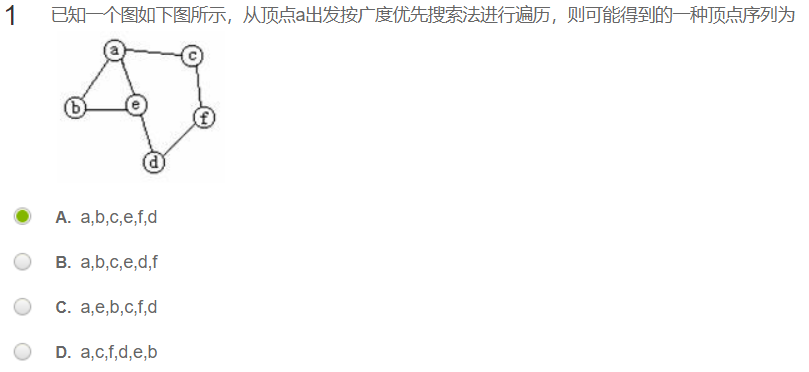 1 已知一个图如下图所示，从顶点a出发按广度优先搜索法进行遍历，则可能得到的一种顶点序列为
a
c
b
e
f
d
A. a,b,c,e,f,d
B. a,b,c,e,d,f
C. a,e,b,c,f,d
D. a,c,f,d,e,b